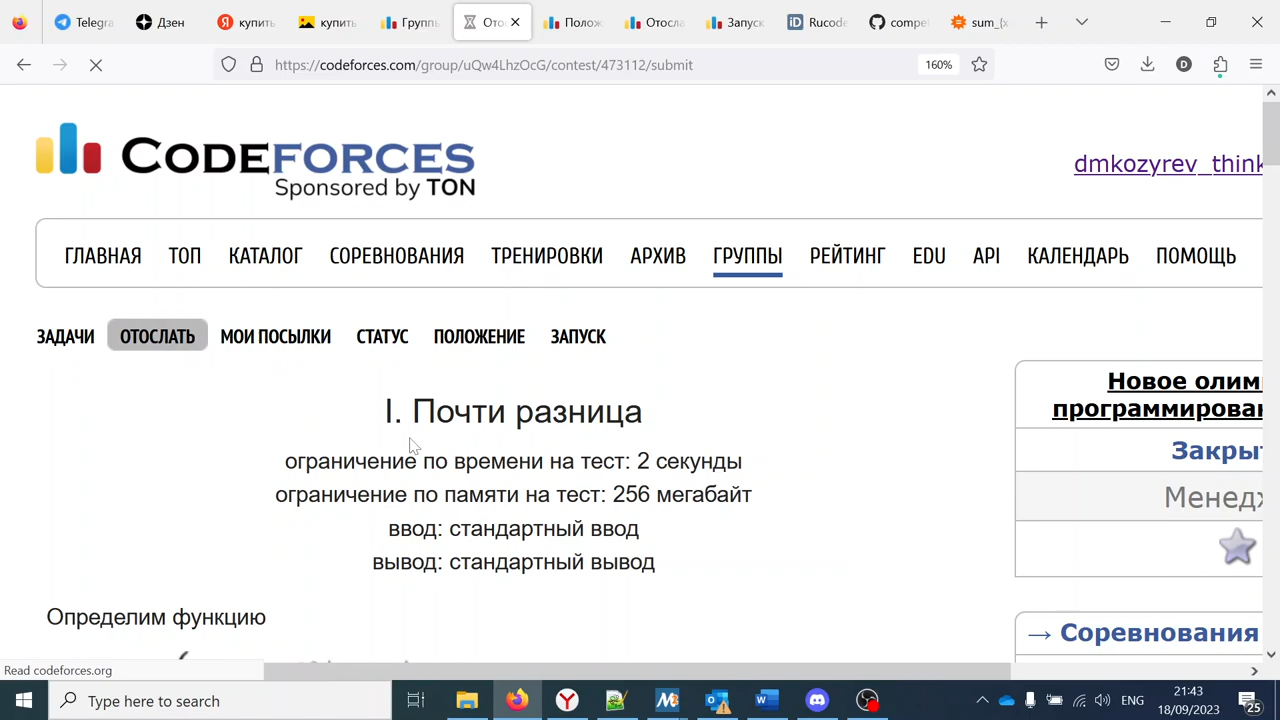 Telegra
Дзен
купить
купить
Группь
Отос
Полож
Отосла
Запуск
Rucode
compet
sum_{x
https://codeforces.com/group/uQw4LhzOcG/contest/473112/submit
160%
CODEFORCES
Sponsored by TON
dmkozyrev_think
ГЛАВНАЯ ТОП КАТАЛОГ СОРЕВНОВАНИЯ ТРЕНИРОВКИ АРХИВ ГРУППЫ РЕЙТИНГ EDU API КАЛЕНДАРЬ ПОМОЩЬ
ЗАДАЧИ ОТОСЛАТЬ МОИ ПОСЫЛКИ СТАТУС ПОЛОЖЕНИЕ ЗАПУСК
I. Почти разница
ограничение по времени на тест: 2 секунды
ограничение по памяти на тест: 256 мегабайт
ввод: стандартный ввод
вывод: стандартный вывод
Определим функцию
Новое олим
программирован
Закрыт
Менедж
→ Соревнования
Read codeforces.org
Type here to search
ENG
21:43
18/09/2023
25